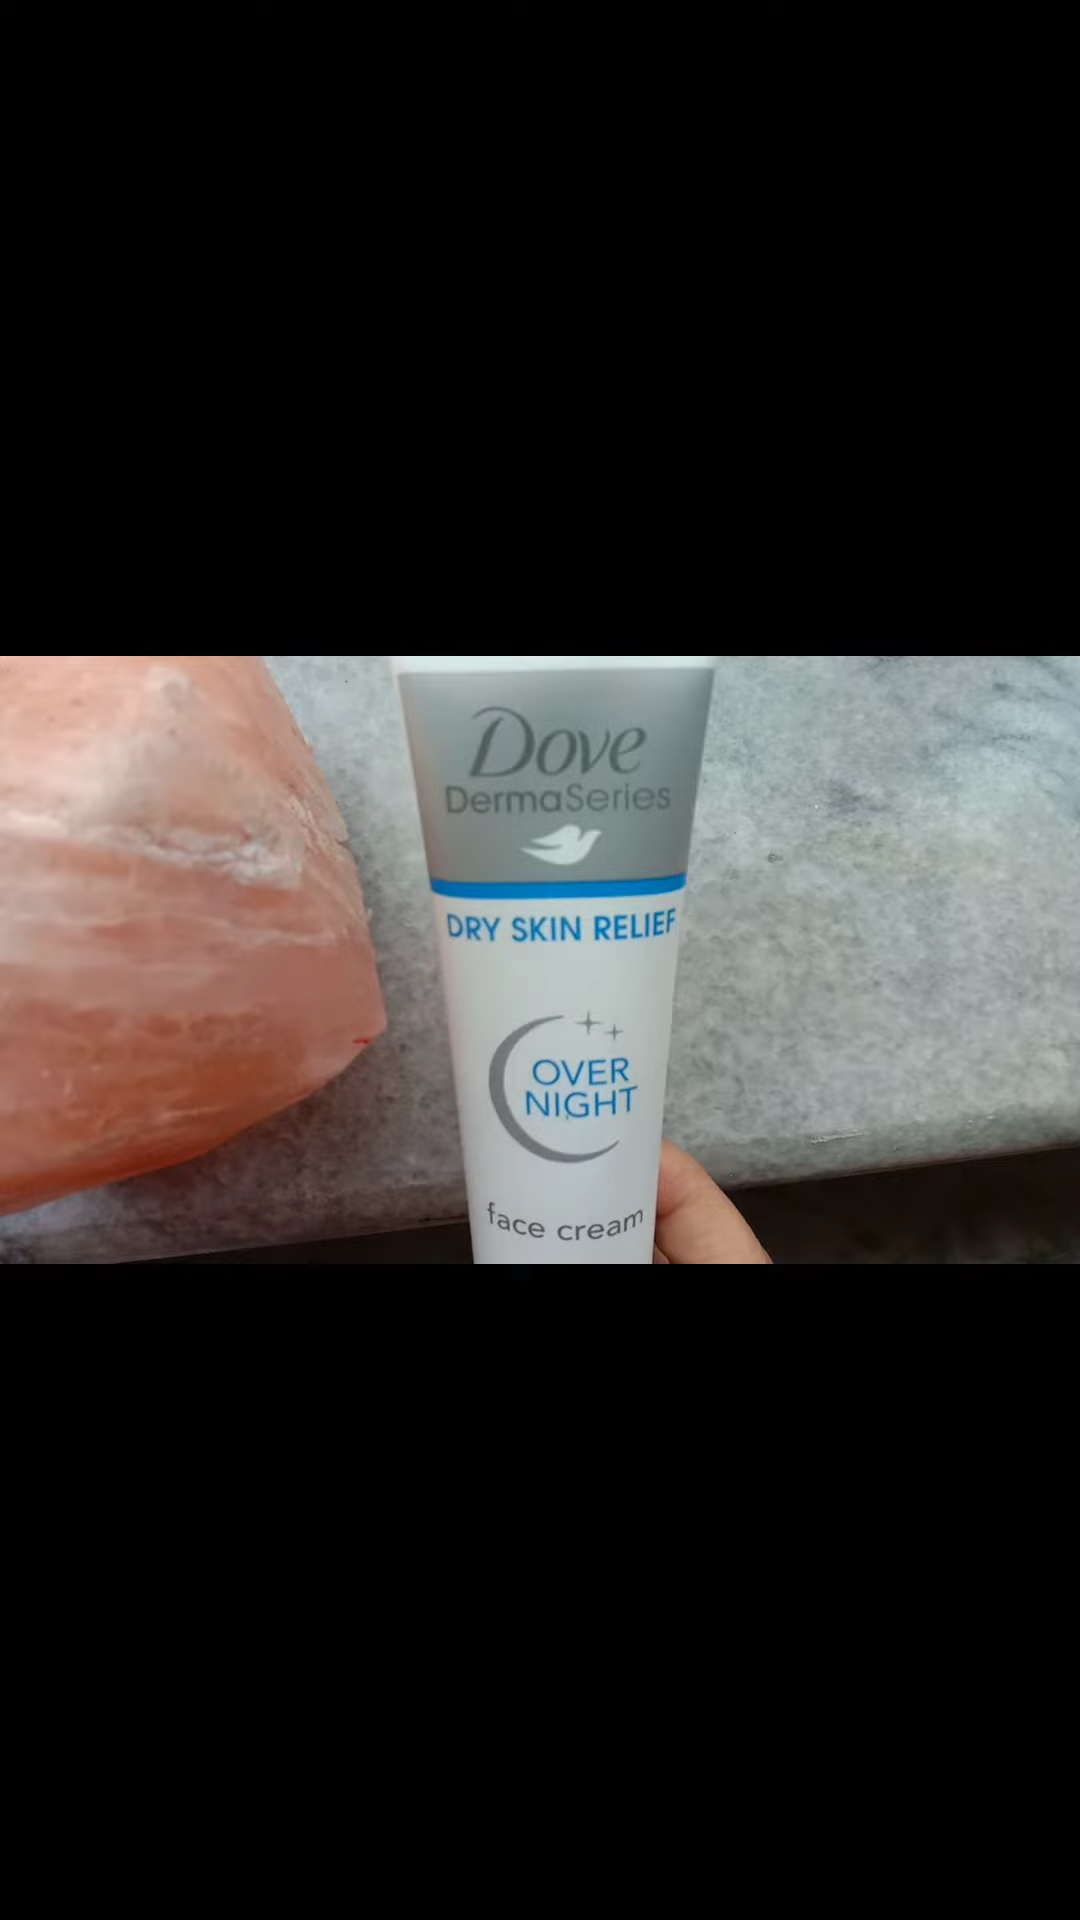 Dove
DermaSeries
DRY SKIN RELIEF
OVER
NIGHT
face cream